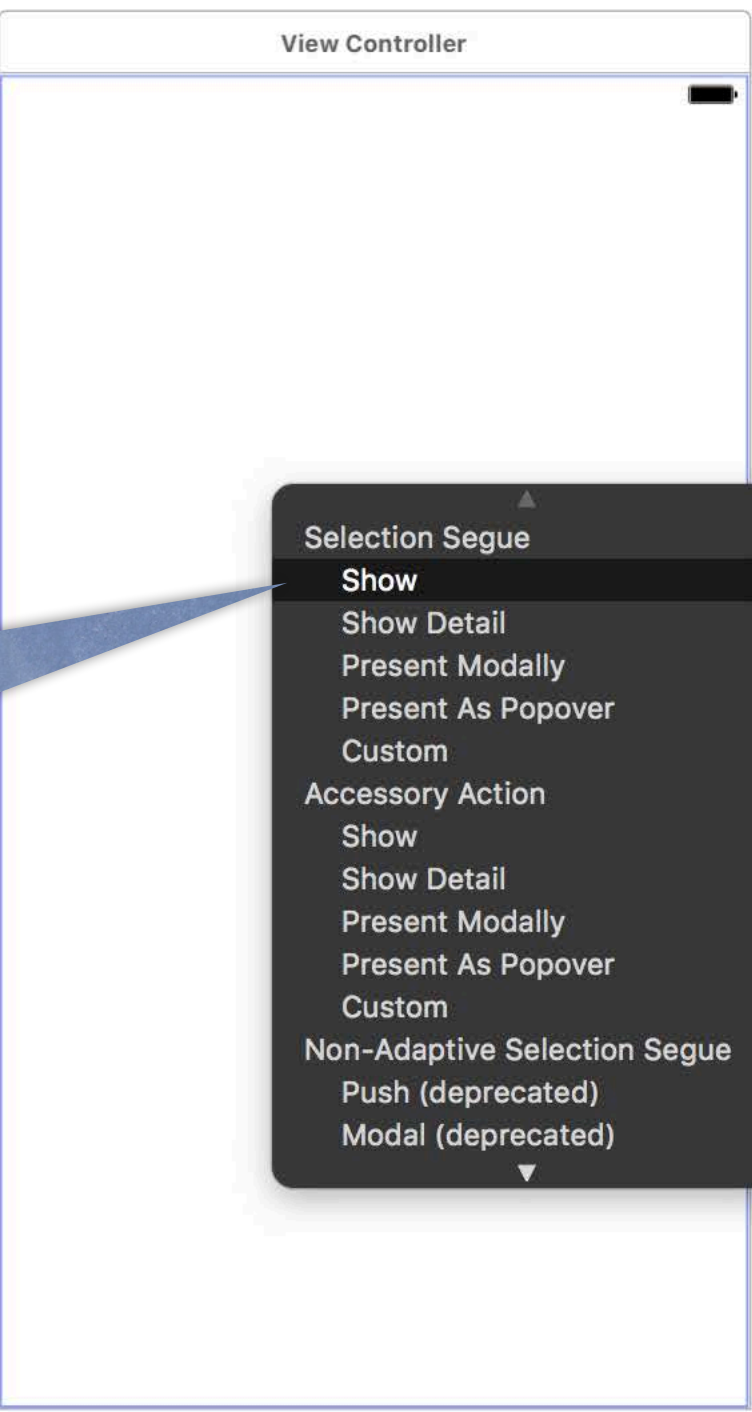 View Controller
Selection Segue
Show
Show Detail
Present Modally
Present As Popover
Custom
Accessory Action
Show
Show Detail
Present Modally
Present As Popover
Custom
Non-Adaptive Selection Segue
Push (deprecated)
Modal (deprecated)